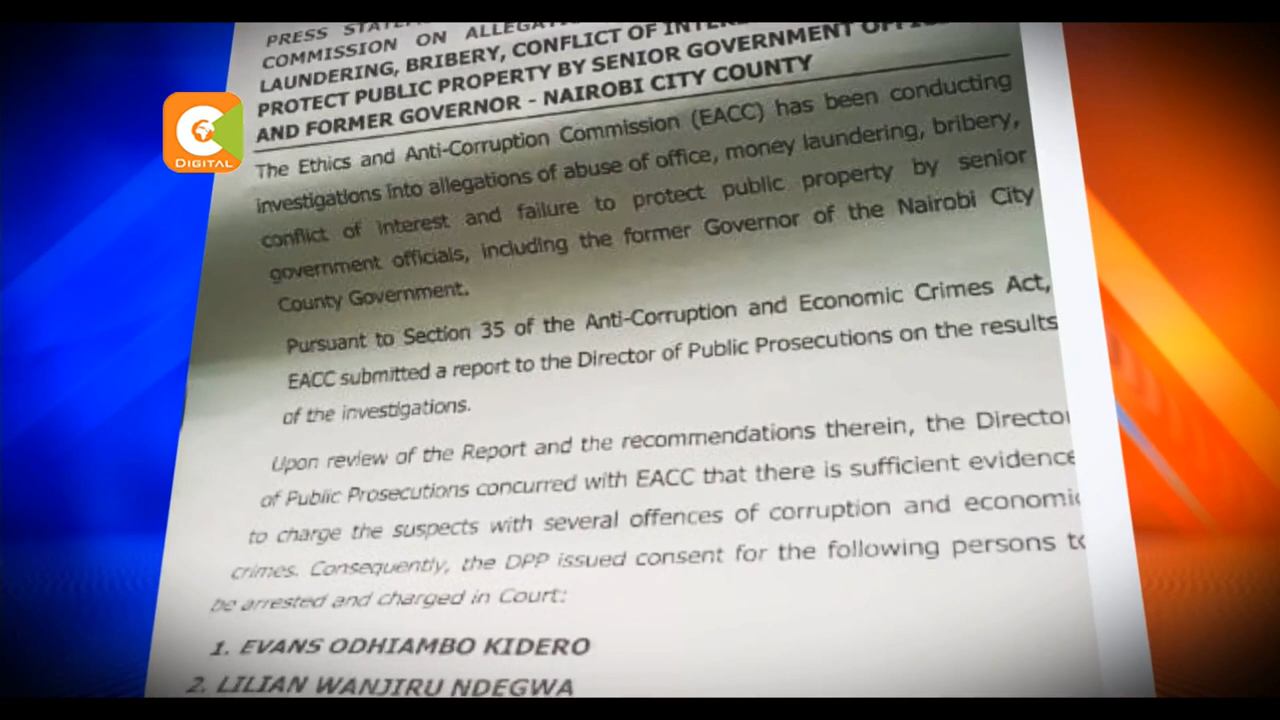 PRESS
COMMISSION ON
LAUNDERING, BRIBERY, CONFLICT OF
PROTECT PUBLIC PROPERTY BY SENIOR GOVERNMENT
AND FORMER GOVERNOR - NAIROBI CITY COUNTY
C
DIGITAL
The Ethics and Anti-Corruption Commission (EACC) has been conducting
investigations into allegations of abuse of office, money laundering, bribery,
conflict of interest and failure to protect public property by senior
government officials, including the former Governor of the Nairobi City
County Government.
Pursuant to Section 35 of the Anti-Corruption and Economic Crimes Act,
EACC submitted a report to the Director of Public Prosecutions on the results
of the investigations.
Upon review of the Report and the recommendations therein, the Director
of Public Prosecutions concurred with EACC that there is sufficient evidence
to charge the suspects with several offences of corruption and economic
crimes. Consequently, the DPP issued consent for the following persons to
be arrested and charged in Court:
1. EVANS ODHIAMBO KIDERO
2. LILIAN WANJIRU NDEGWA